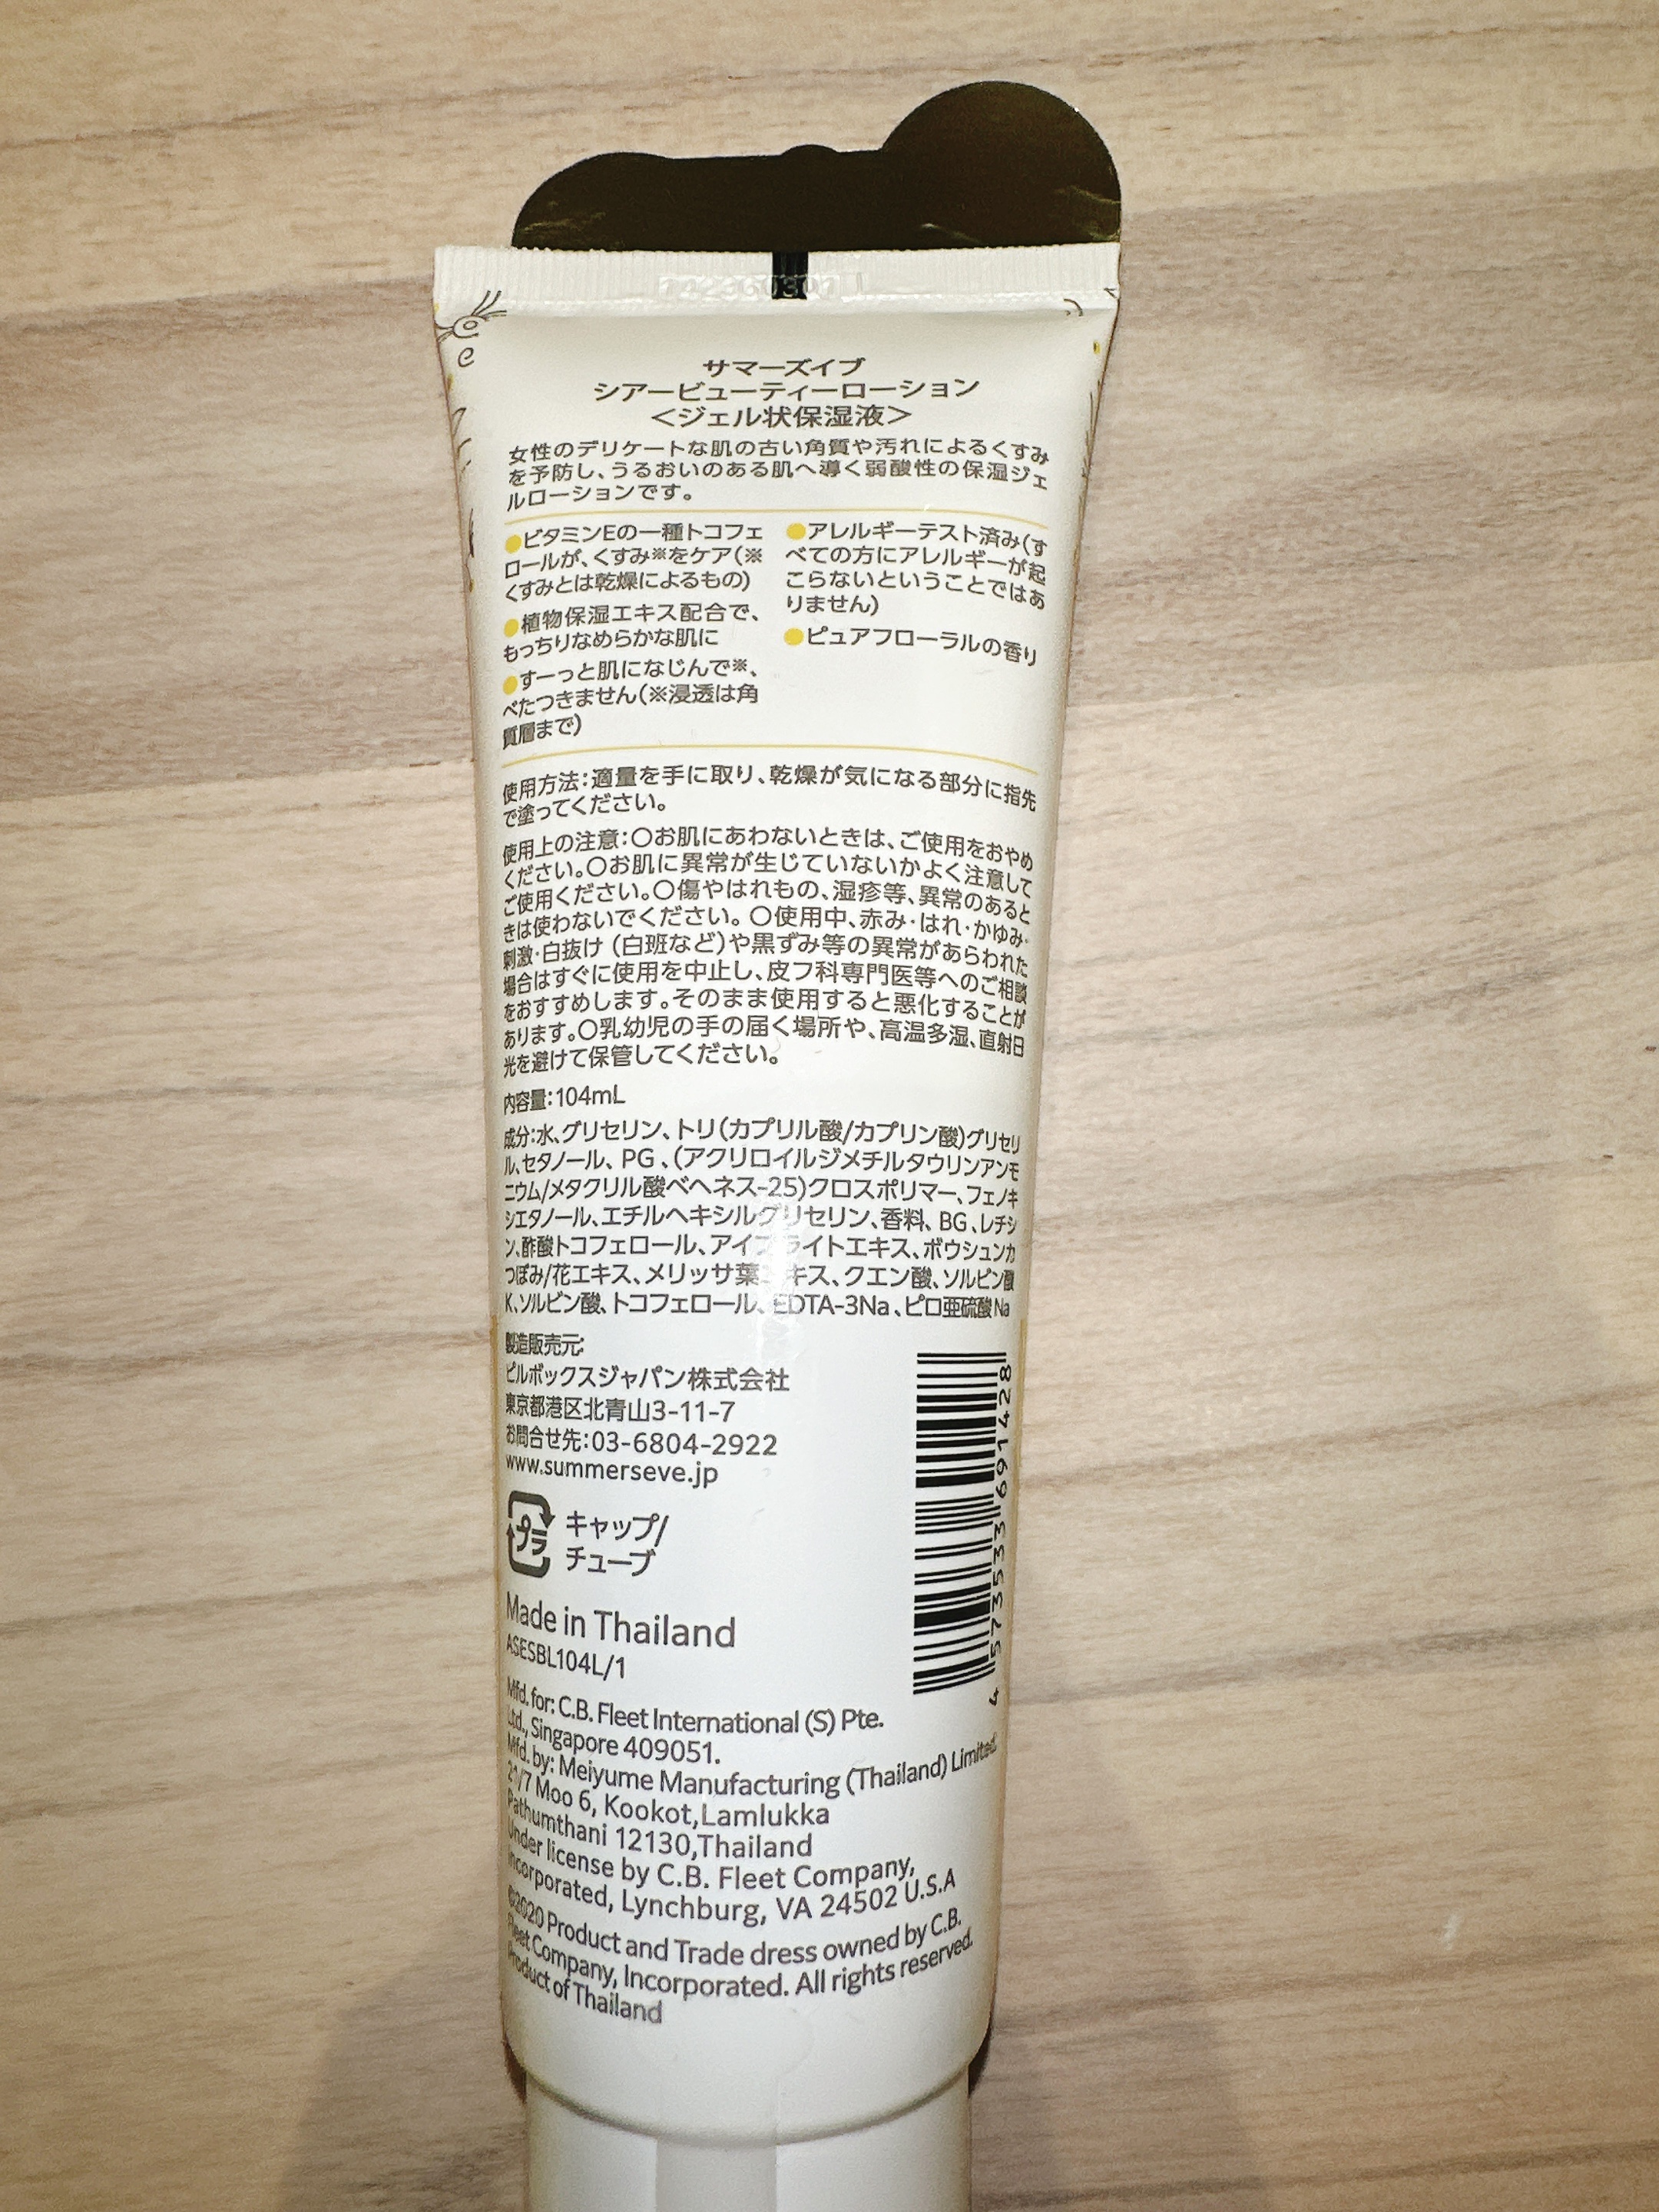 サマーズイブ
シアービューティーローション
＜ジェル状保湿液＞
女性のデリケートな肌の古い角質や汚れによるくすみ
を予防し、うるおいのある肌へ導く弱酸性の保湿ジェ
ルローションです。
●ビタミンEの一種トコフェ
ロールが、くすみ※をケア(※
くすみとは乾燥によるもの)
●植物保湿エキス配合で、
もっちりなめらかな肌に
●すーっと肌になじんで※、
べたつきません(※浸透は角
質層まで)
●アレルギーテスト済み(す
べての方にアレルギーが起
こらないということではあ
りません)
●ピュアフローラルの香り
使用方法：適量を手に取り、乾燥が気になる部分に指先
で塗ってください。
使用上の注意：○お肌にあわないときは、ご使用をおやめ
ください。○お肌に異常が生じていないかよく注意して
ご使用ください。○傷やはれもの、湿疹等、異常のあると
きは使わないでください。○使用中、赤み・はれ・かゆみ・
刺激・白抜け（白斑など）や黒ずみ等の異常があらわれた
場合はすぐに使用を中止し、皮フ科専門医等へのご相談
をおすすめします。そのまま使用すると悪化することが
あります。○乳幼児の手の届く場所や、高温多湿、直射日
光を避けて保管してください。
内容量：104mL
成分：水、グリセリン、トリ(カプリル酸/カプリン酸)グリセリ
ル、セタノール、PG、(アクリロイルジメチルタウリンアンモ
ニウム/メタクリル酸ベヘネス-25)クロスポリマー、フェノキ
シエタノール、エチルヘキシルグリセリン、香料、BG、レチシ
ン、酢酸トコフェロール、アイブライトエキス、ボウシュンカ
つぼみ/花エキス、メリッサ葉エキス、クエン酸、ソルビン酸
K、ソルビン酸、トコフェロール、EDTA-3Na、ピロ亜硫酸Na
製造販売元：
ピルボックスジャパン株式会社
東京都港区北青山3-11-7
お問合せ先：03-6804-2922
www.summerseve.jp
プラ キャップ/
チューブ
4 573533 691428
Made in Thailand
ASESBL104L/1
Mfd. for: C.B. Fleet International (S) Pte.
Ltd., Singapore 409051.
Mfd. by: Meiyume Manufacturing (Thailand) Limited.
21/7 Moo 6, Kookot,Lamlukka
Pathumthani 12130,Thailand
Under license by C.B. Fleet Company,
Incorporated, Lynchburg, VA 24502 U.S.A
©2020 Product and Trade dress owned by C.B.
Fleet Company, Incorporated. All rights reserved.
Product of Thailand